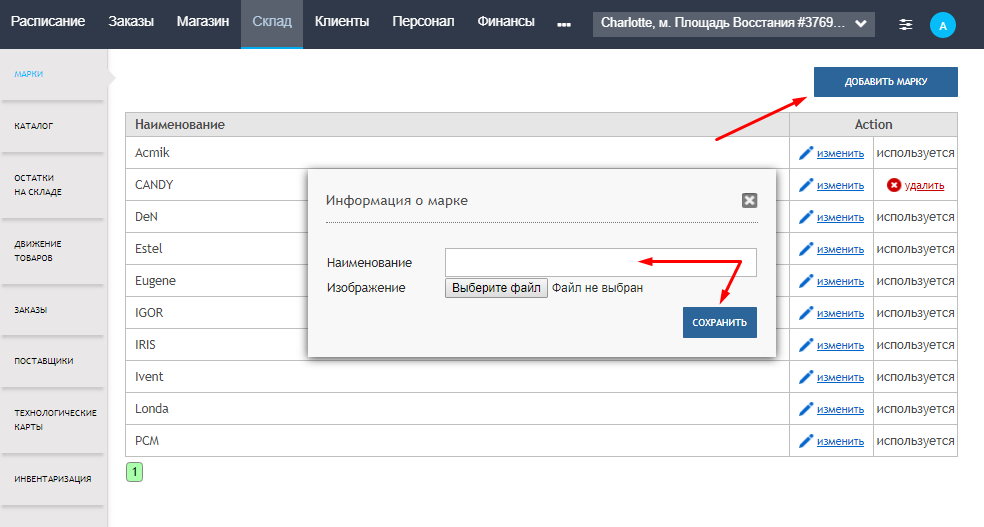 Расписание Заказы Магазин Склад Клиенты Персонал Финансы ... Charlotte, м. Площадь Восстания #3769... A
МАРКИ
КАТАЛОГ
ОСТАТКИ
НА СКЛАДЕ
ДВИЖЕНИЕ
ТОВАРОВ
ЗАКАЗЫ
ПОСТАВЩИКИ
ТЕХНОЛОГИЧЕСКИЕ
КАРТЫ
ИНВЕНТАРИЗАЦИЯ
ДОБАВИТЬ МАРКУ
Наименование Action
Acmik изменить используется
CANDY изменить удалить
DeN изменить используется
Estel изменить используется
Eugene изменить используется
IGOR изменить используется
IRIS изменить используется
Ivent изменить используется
Londa изменить используется
PCM изменить используется
1
Информация о марке
Наименование
Изображение Выберите файл Файл не выбран
СОХРАНИТЬ